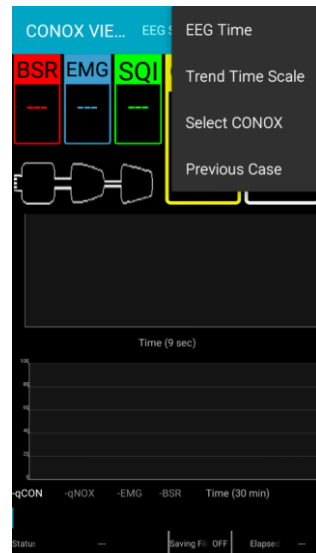 CONOX VIE... EEG S
EEG Time
Trend Time Scale
Select CONOX
Previous Case
BSR EMG SQI
--- --- ---
Time (9 sec)
100
80
60
40
20
0
-qCON -qNOX -EMG -BSR Time (30 min)
Status --- Saving Fil OFF Elapsed ---